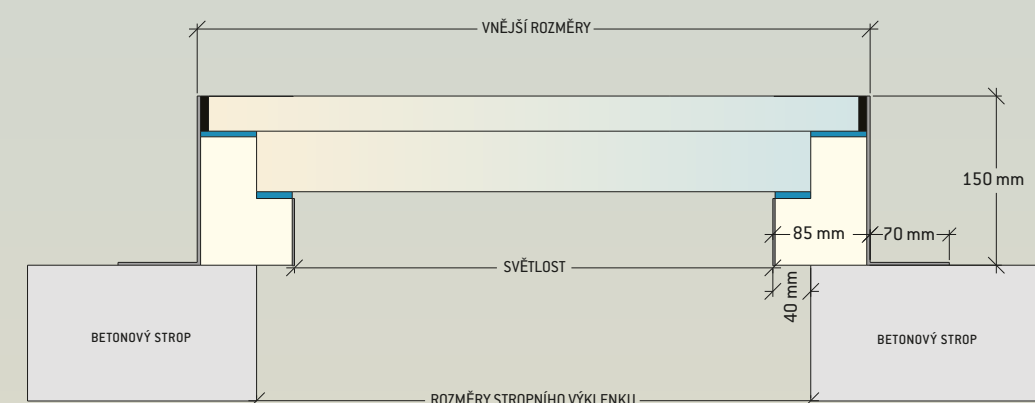 VNĚJŠÍ ROZMĚRY
150 mm
85 mm
70 mm
SVĚTLOST
40 mm
BETONOVÝ STROP
BETONOVÝ STROP
ROZMĚRY STROPNÍHO VÝKLENKU